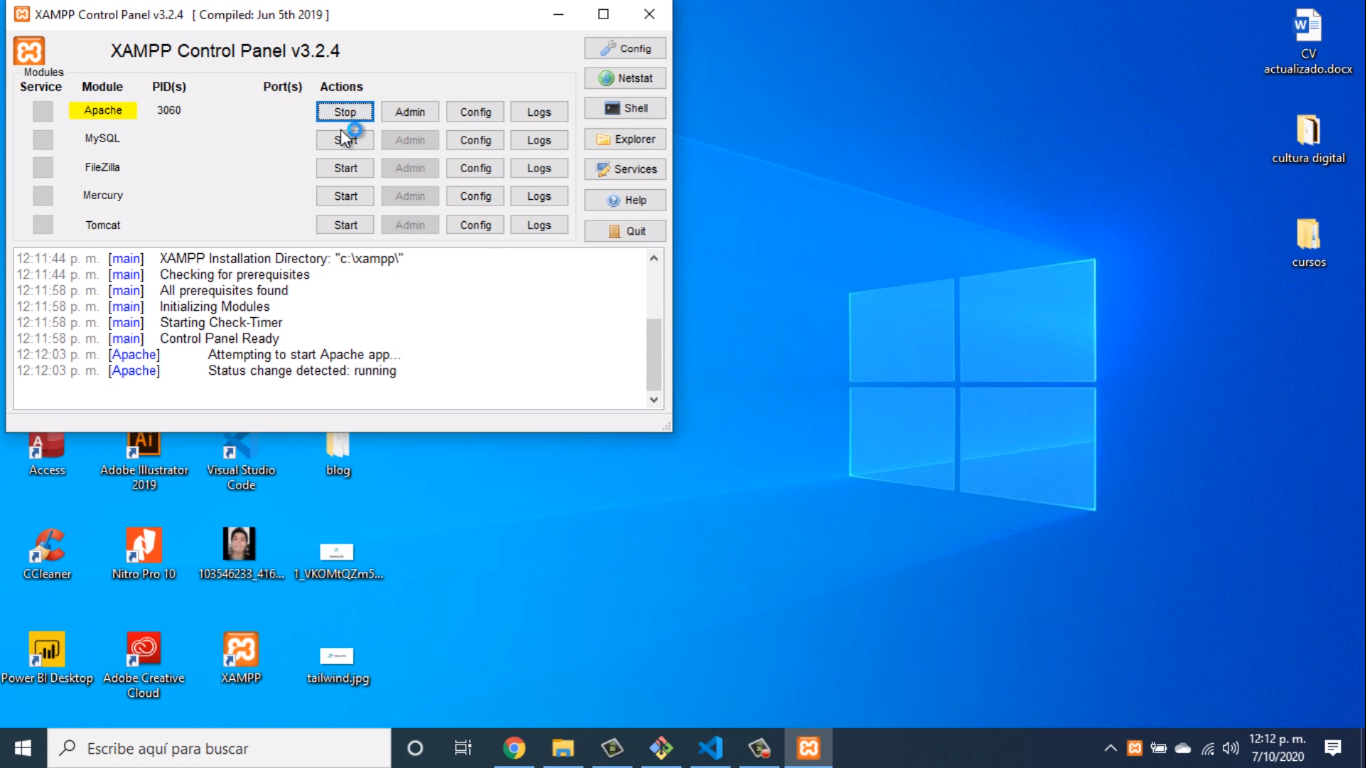 XAMPP Control Panel v3.2.4 [ Compiled: Jun 5th 2019 ]
XAMPP Control Panel v3.2.4
Modules
Service Module PID(s) Port(s) Actions
Apache 3060 Stop Admin Config Logs
MySQL Admin Config Logs
FileZilla Start Admin Config Logs
Mercury Start Admin Config Logs
Tomcat Start Admin Config Logs
Config
Netstat
Shell
Explorer
Services
Help
Quit
12:11:44 p. m. [main] XAMPP Installation Directory: "c:\xampp\"
12:11:44 p. m. [main] Checking for prerequisites
12:11:58 p. m. [main] All prerequisites found
12:11:58 p. m. [main] Initializing Modules
12:11:58 p. m. [main] Starting Check-Timer
12:11:58 p. m. [main] Control Panel Ready
12:12:03 p. m. [Apache] Attempting to start Apache app...
12:12:03 p. m. [Apache] Status change detected: running
CV
actualizado.docx
cultura digital
cursos
A
Ai
Access
Adobe Illustrator
2019
Visual Studio
Code
blog
CCleaner
Nitro Pro 10
103546233_416...
1_VKOMtQZm5...
Power BI Desktop
Adobe Creative
Cloud
XAMPP
tailwind.jpg
Escribe aquí para buscar
12:12 p. m.
7/10/2020